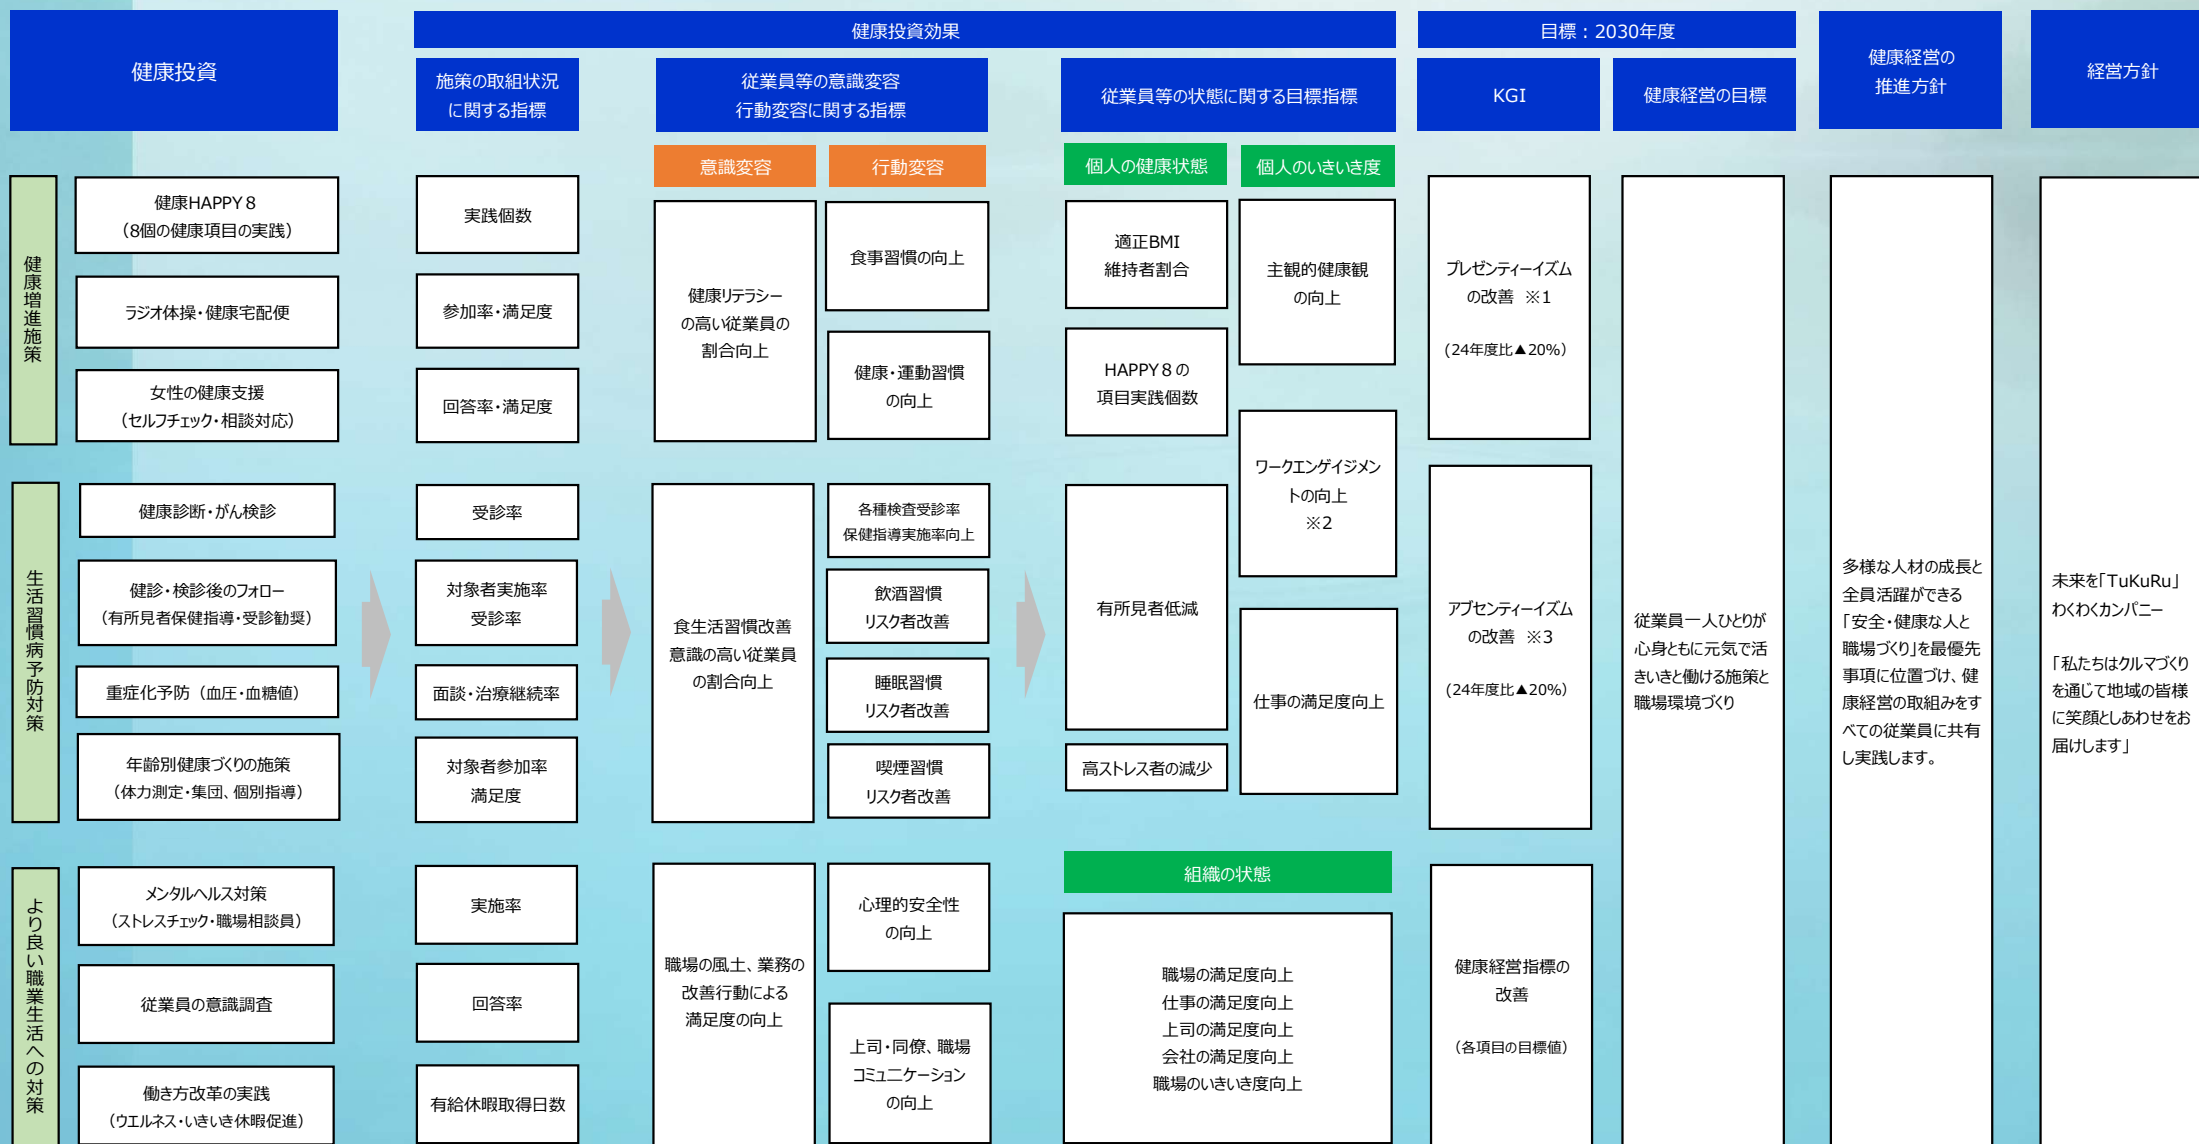 健康投資
健康投資効果
目標：2030年度
健康経営の
推進方針
経営方針
施策の取組状況
に関する指標
従業員等の意識変容
行動変容に関する指標
従業員等の状態に関する目標指標
KGI
健康経営の目標
意識変容
行動変容
個人の健康状態
個人のいきいき度
健康増進施策
健康HAPPY８
（8個の健康項目の実践）
ラジオ体操・健康宅配便
女性の健康支援
（セルフチェック・相談対応）
実践個数
参加率・満足度
回答率・満足度
健康リテラシー
の高い従業員の
割合向上
食事習慣の向上
健康・運動習慣
の向上
適正BMI
維持者割合
HAPPY８の
項目実践個数
主観的健康観
の向上
ワークエンゲイジメン
トの向上
※2
プレゼンティーイズム
の改善 ※1
（24年度比▲20%）
生活習慣病予防対策
健康診断・がん検診
健診・検診後のフォロー
（有所見者保健指導・受診勧奨）
重症化予防（血圧・血糖値）
年齢別健康づくりの施策
（体力測定・集団、個別指導）
受診率
対象者実施率
受診率
面談・治療継続率
対象者参加率
満足度
食生活習慣改善
意識の高い従業員
の割合向上
各種検査受診率
保健指導実施率向上
飲酒習慣
リスク者改善
睡眠習慣
リスク者改善
喫煙習慣
リスク者改善
有所見者低減
高ストレス者の減少
仕事の満足度向上
アブセンティーイズム
の改善 ※3
（24年度比▲20%）
従業員一人ひとりが
心身ともに元気で活
きいきと働ける施策と
職場環境づくり
多様な人材の成長と
全員活躍ができる
「安全・健康な人と
職場づくり」を最優先
事項に位置づけ、健
康経営の取組みをす
べての従業員に共有
し実践します。
未来を「TuKuRu」
わくわくカンパニー
「私たちはクルマづくり
を通じて地域の皆様
に笑顔としあわせをお
届けします」
より良い職業生活への対策
メンタルヘルス対策
（ストレスチェック・職場相談員）
従業員の意識調査
働き方改革の実践
（ウエルネス・いきいき休暇促進）
実施率
回答率
有給休暇取得日数
職場の風土、業務の
改善行動による
満足度の向上
心理的安全性
の向上
上司・同僚、職場
コミュニケーション
の向上
組織の状態
職場の満足度向上
仕事の満足度向上
上司の満足度向上
会社の満足度向上
職場のいきいき度向上
健康経営指標の
改善
（各項目の目標値）